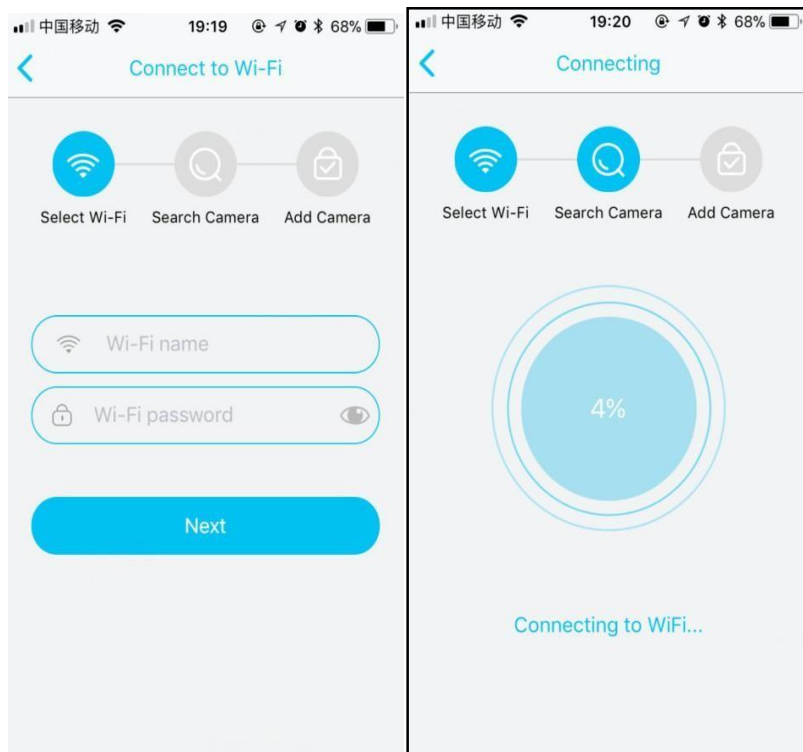 中国移动 19:19 68%
Connect to Wi-Fi
Select Wi-Fi Search Camera Add Camera
Wi-Fi name
Wi-Fi password
Next
中国移动 19:20 68%
Connecting
Select Wi-Fi Search Camera Add Camera
4%
Connecting to WiFi...